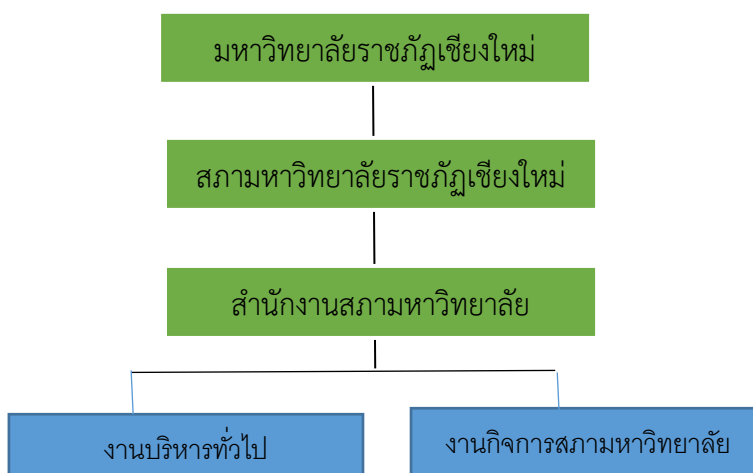 มหาวิทยาลัยราชภัฏเชียงใหม่
สภามหาวิทยาลัยราชภัฏเชียงใหม่
สำนักงานสภามหาวิทยาลัย
งานบริหารทั่วไป
งานกิจการสภามหาวิทยาลัย